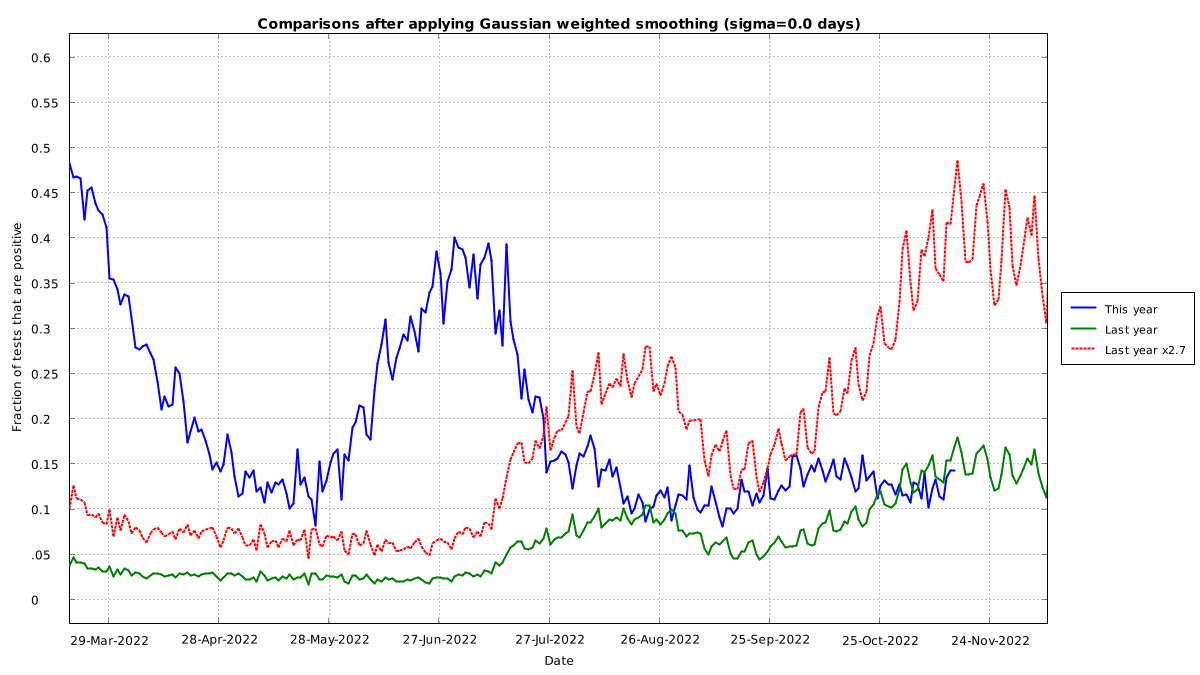 Comparisons after applying Gaussian weighted smoothing (sigma=0.0 days)
0.6
0.55
0.5
0.45
0.4
0.35
0.3
0.25
0.2
0.15
0.1
.05
0
Fraction of tests that are positive
29-Mar-2022 28-Apr-2022 28-May-2022 27-Jun-2022 27-Jul-2022 26-Aug-2022 25-Sep-2022 25-Oct-2022 24-Nov-2022
Date
This year
Last year
Last year x2.7